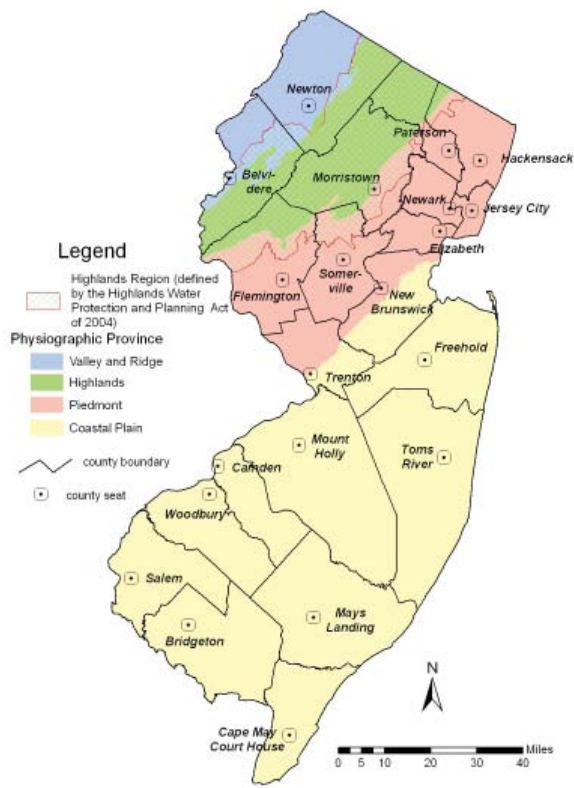 Newton
Paterson
Hackensack
Belvi-
dere
Morristown
Newark
Jersey City
Elizabeth
Legend
Highlands Region (defined
by the Highlands Water
Protection and Planning Act
of 2004)
Physiographic Province
Valley and Ridge
Highlands
Piedmont
Coastal Plain
county boundary
county seat
Somer-
ville
Flemington
New
Brunswick
Freehold
Trenton
Mount
Holly
Toms
River
Camden
Woodbury
Salem
Mays
Landing
Bridgeton
N
Cape May
Court House
Miles
0 5 10 20 30 40